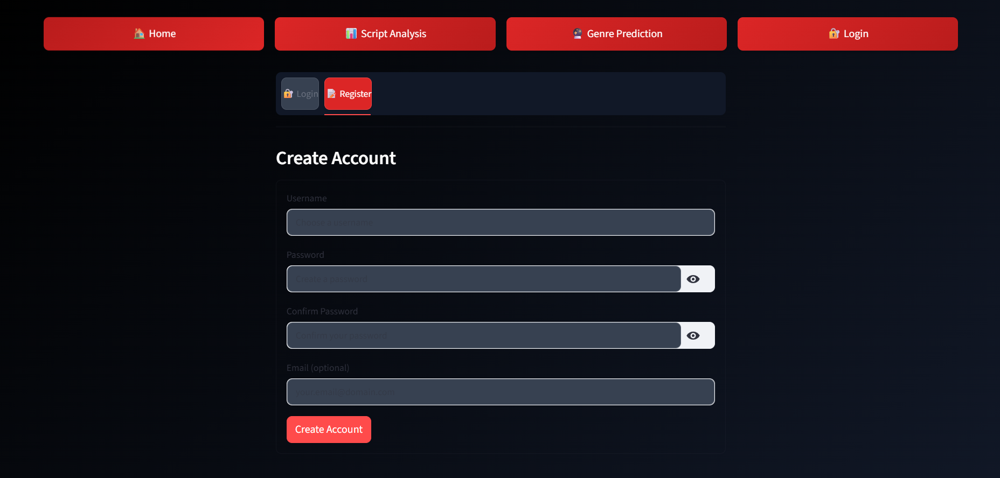 🏠 Home
📊 Script Analysis
🔮 Genre Prediction
🔐 Login
🔐 Login
📝 Register
Create Account
Username
Choose a username
Password
Create a password
Confirm Password
Confirm your password
Email (optional)
your.email@domain.com
Create Account